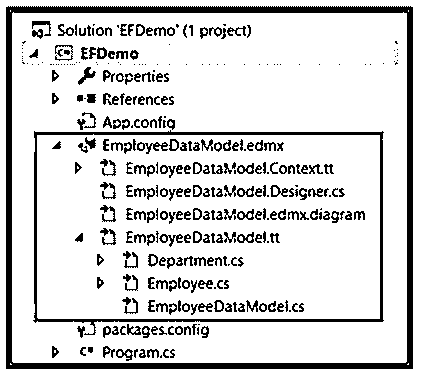 Solution 'EFDemo' (1 project)
EFDemo
Properties
References
App.config
EmployeeDataModel.edmx
EmployeeDataModel.Context.tt
EmployeeDataModel.Designer.cs
EmployeeDataModel.edmx.diagram
EmployeeDataModel.tt
Department.cs
Employee.cs
EmployeeDataModel.cs
packages.config
C# Program.cs